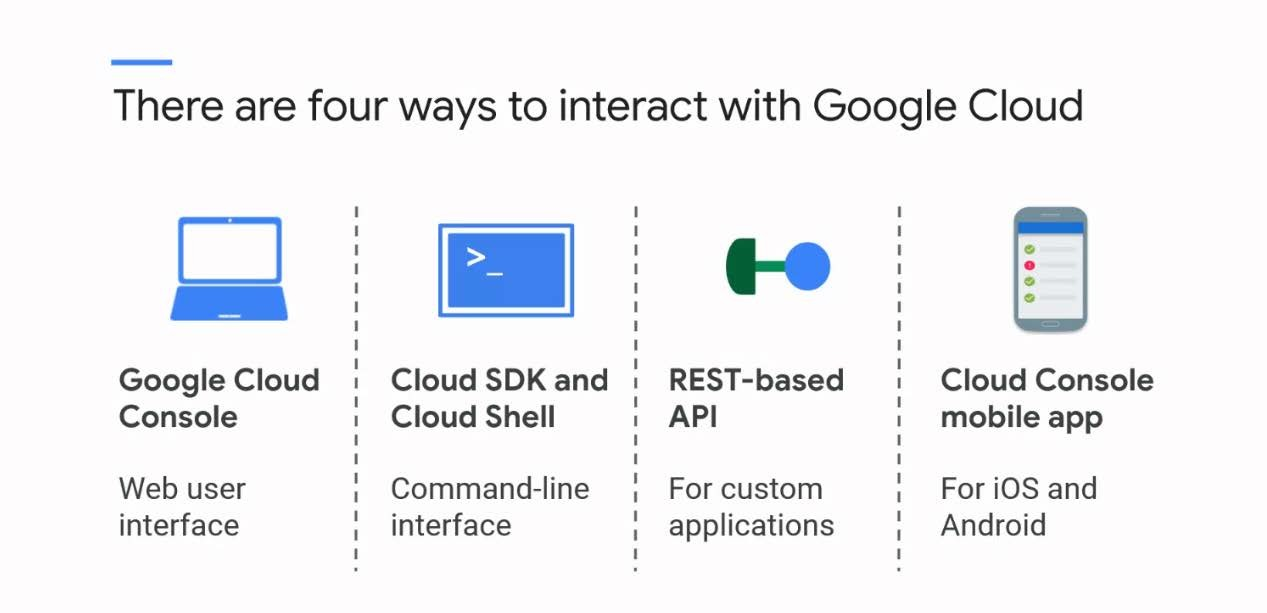 There are four ways to interact with Google Cloud
>_
Google Cloud
Console
Web user
interface
Cloud SDK and
Cloud Shell
Command-line
interface
REST-based
API
For custom
applications
Cloud Console
mobile app
For iOS and
Android